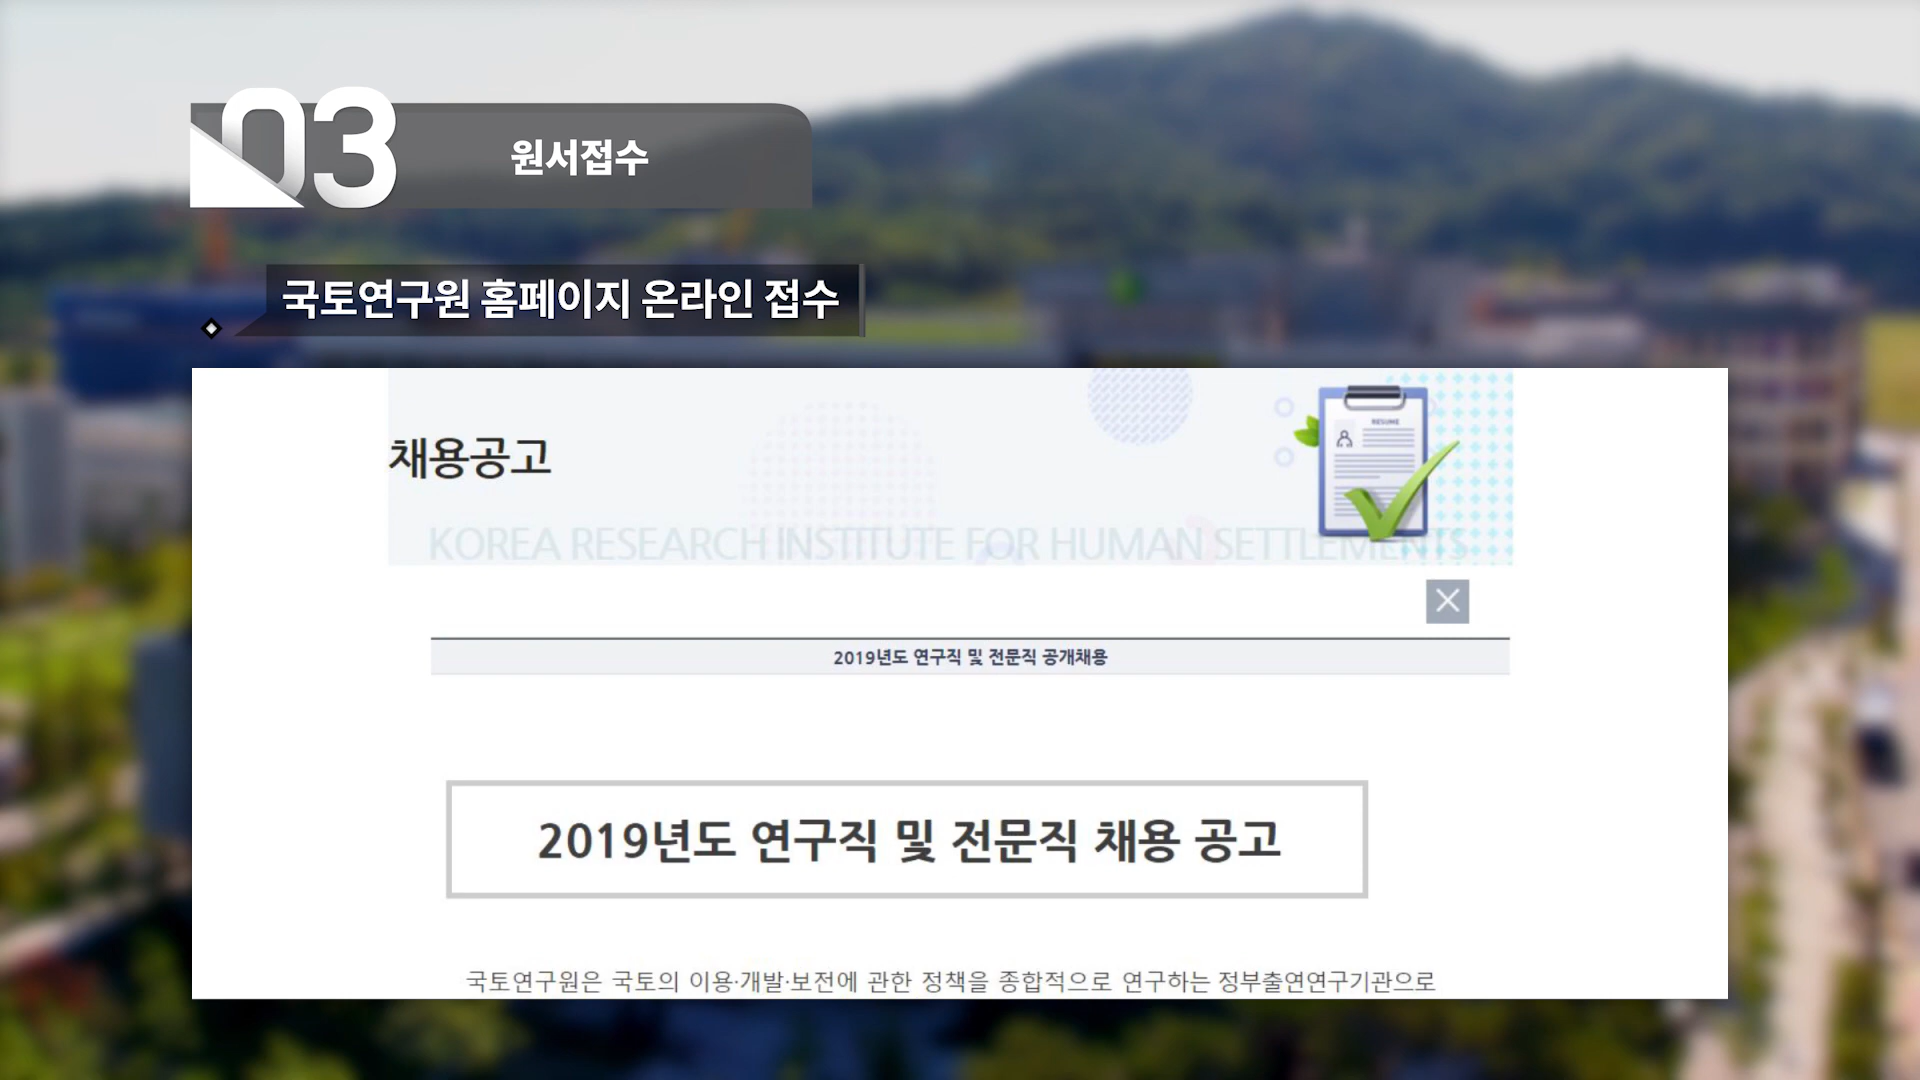 03
원서접수
국토연구원 홈페이지 온라인 접수
채용공고
RESUME
KOREA RESEARCH INSTITUTE FOR HUMAN SETTLEMENTS
2019년도 연구직 및 전문직 공개채용
2019년도 연구직 및 전문직 채용 공고
국토연구원은 국토의 이용·개발·보전에 관한 정책을 종합적으로 연구하는 정부출연연구기관으로